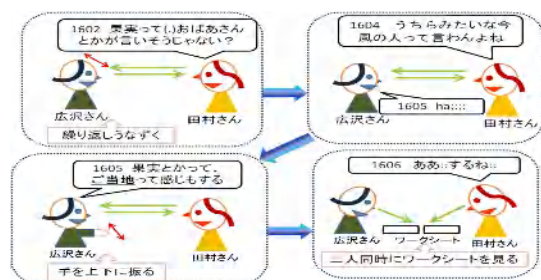 1602 果実って(.)おばあさん
とかが言いそうじゃない？
広沢さん
田村さん
繰り返しうなずく
1604 うちらみたいな今
風の人って言わんよね
1605 ha;;;;
広沢さん
田村さん
1605 果実とかって、
ご当地って感じもする
広沢さん
田村さん
手を上下に振る
1606 ああ::するね::
広沢さん
ワークシート
田村さん
二人同時にワークシートを見る